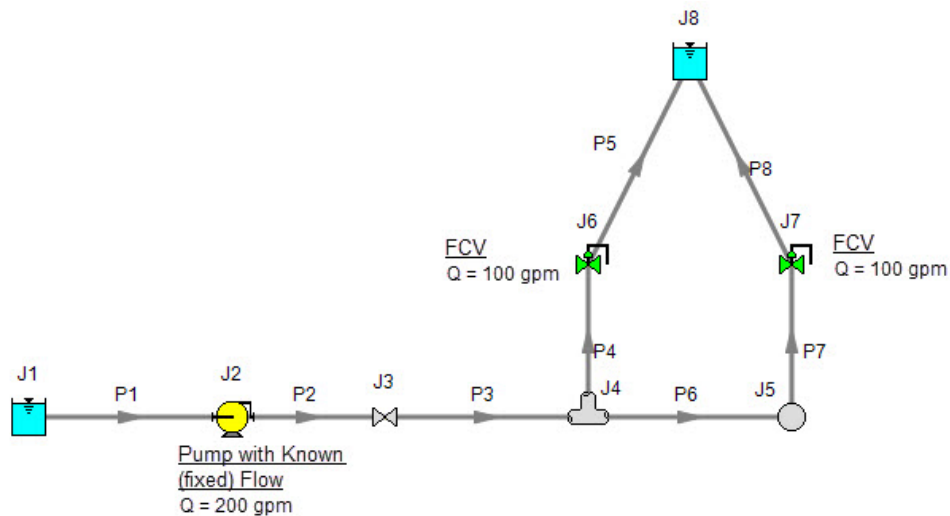 J8
P5
P8
J6
J7
FCV
Q = 100 gpm
FCV
Q = 100 gpm
J1
P1
J2
P2
J3
P3
P4
J4
P6
J5
P7
Pump with Known
(fixed) Flow
Q = 200 gpm